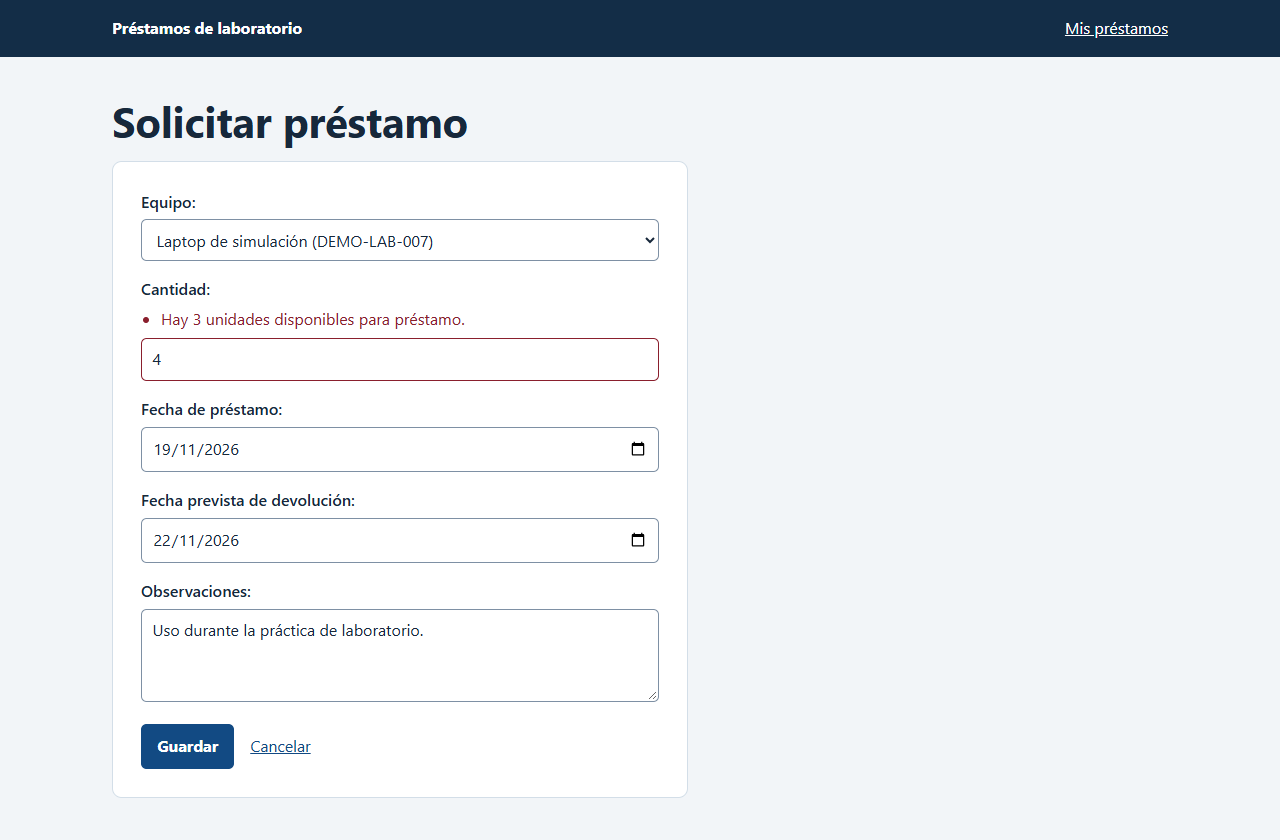 Préstamos de laboratorio
Mis préstamos
Solicitar préstamo
Equipo:
Laptop de simulación (DEMO-LAB-007)
Cantidad:
Hay 3 unidades disponibles para préstamo.
4
Fecha de préstamo:
19/11/2026
Fecha prevista de devolución:
22/11/2026
Observaciones:
Uso durante la práctica de laboratorio.
Guardar
Cancelar